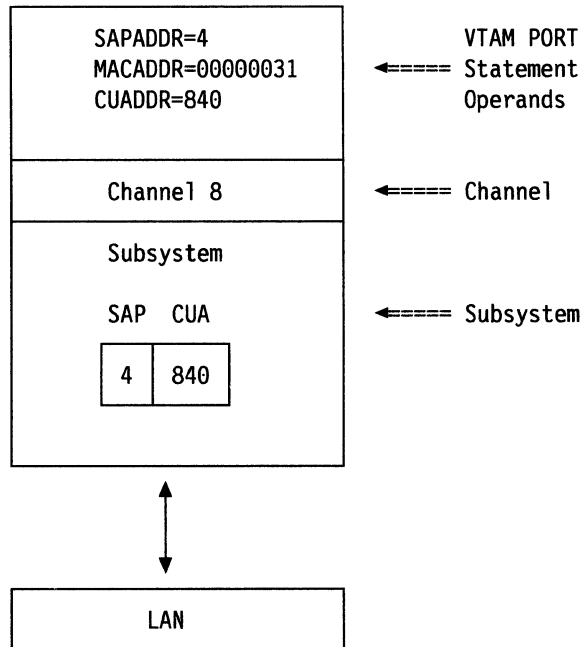 SAPADDR=4 VTAM PORT
MACADDR=00000031 Statement
CUADDR=840 Operands
Channel 8 Channel
Subsystem
SAP CUA Subsystem
4 840
LAN